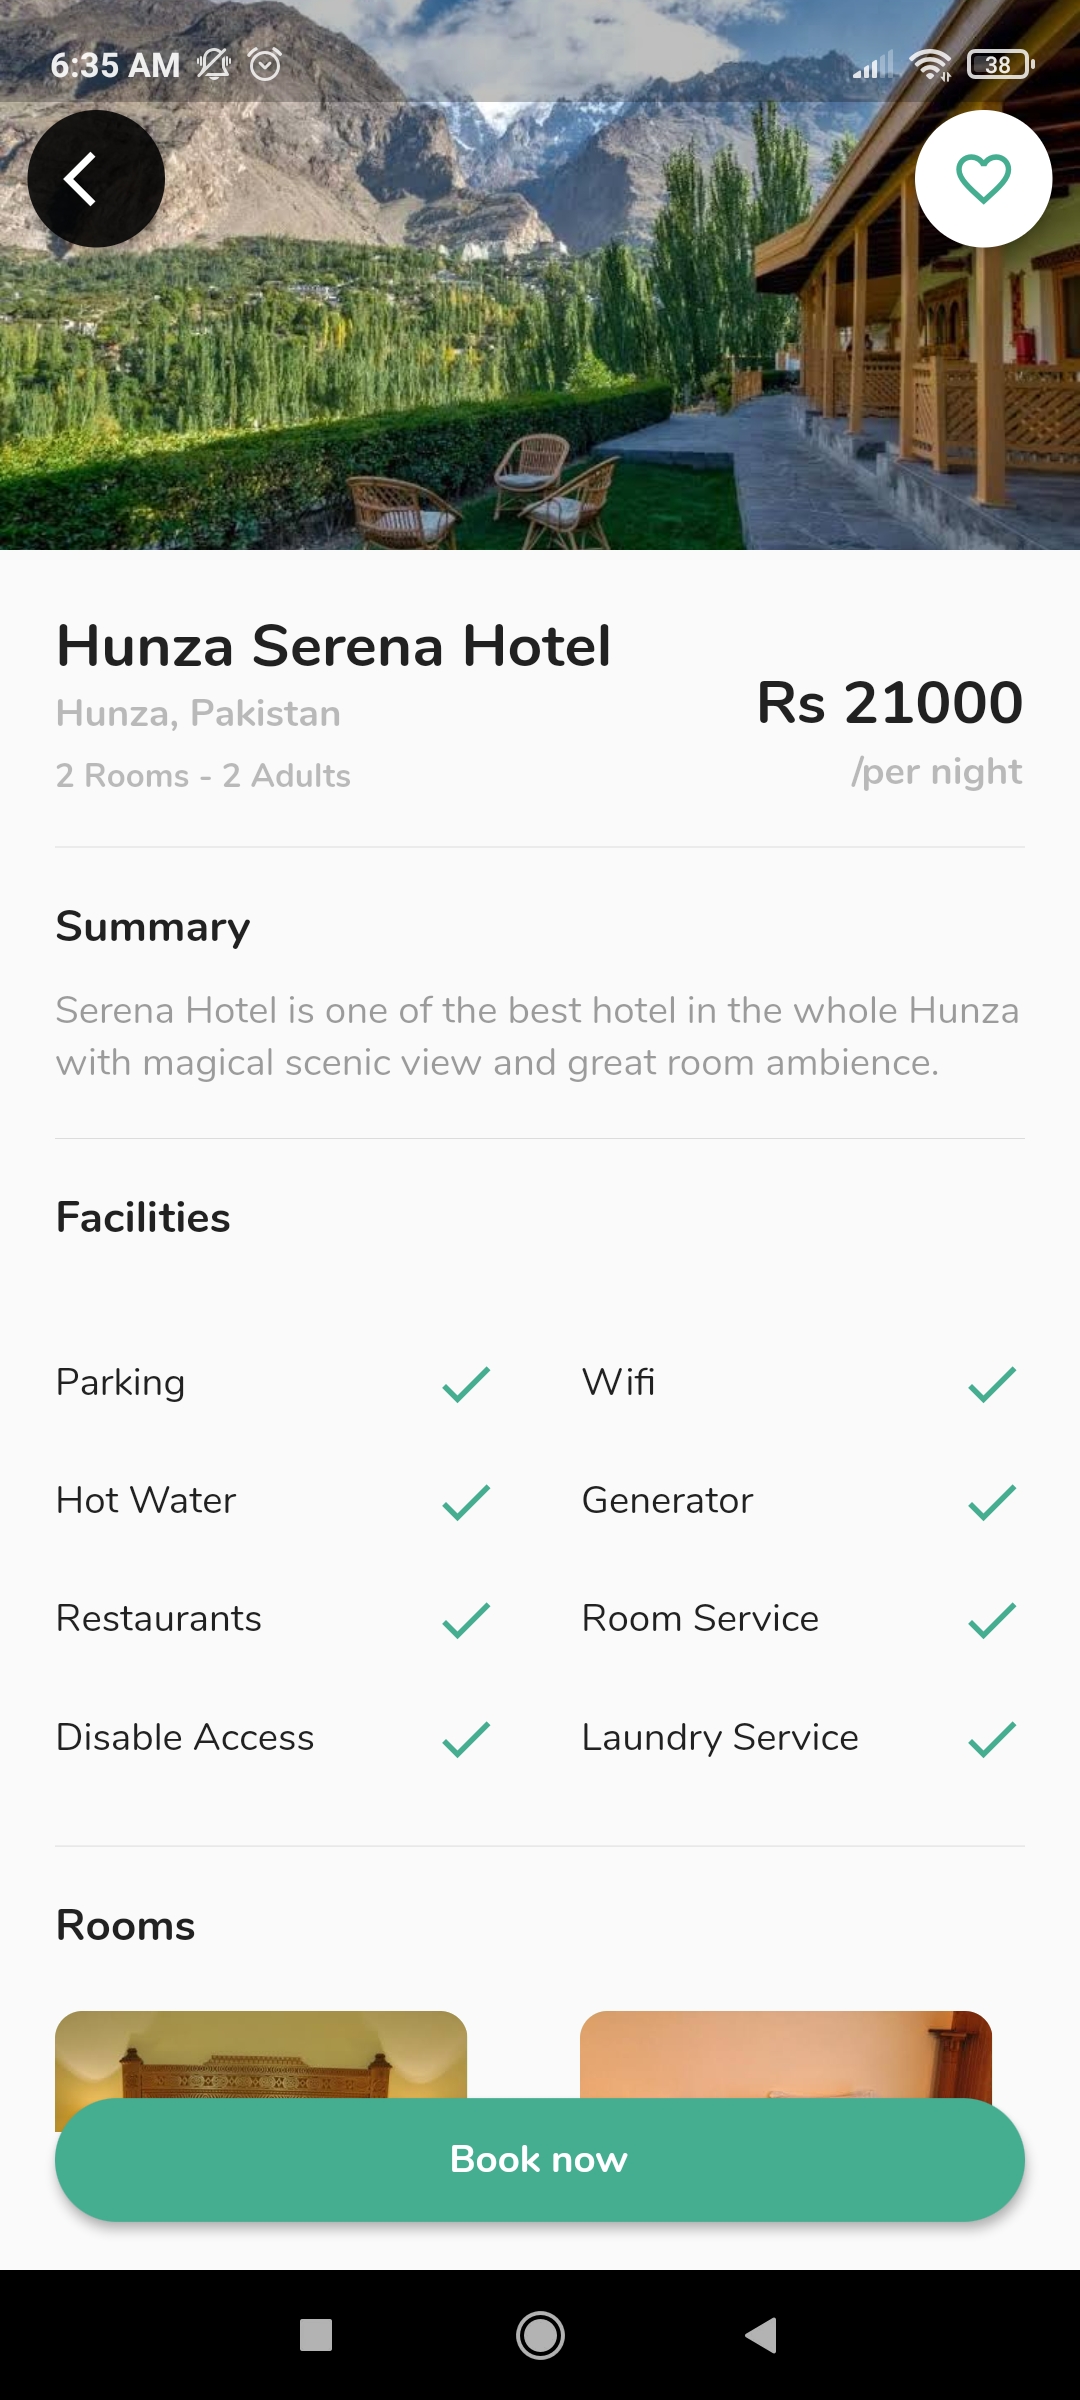 6:35 AM
38
Hunza Serena Hotel
Hunza, Pakistan
Rs 21000
2 Rooms - 2 Adults
/per night
Summary
Serena Hotel is one of the best hotel in the whole Hunza
with magical scenic view and great room ambience.
Facilities
Parking
Wifi
Hot Water
Generator
Restaurants
Room Service
Disable Access
Laundry Service
Rooms
Book now